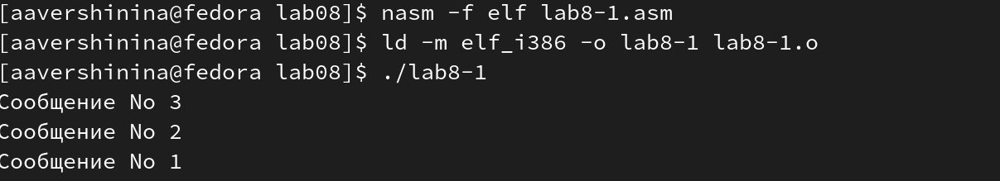 [aavershinina@fedora lab08]$ nasm -f elf lab8-1.asm
[aavershinina@fedora lab08]$ ld -m elf_i386 -o lab8-1 lab8-1.o
[aavershinina@fedora lab08]$ ./lab8-1
Сообщение No 3
Сообщение No 2
Сообщение No 1